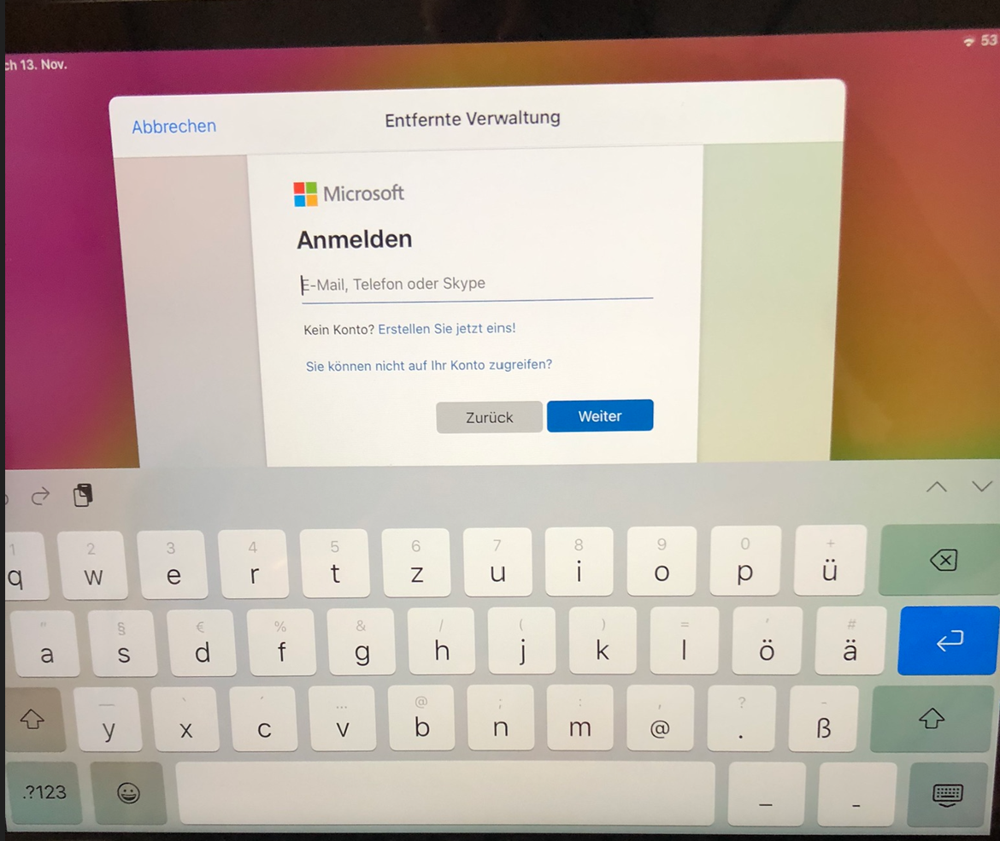 ch 13. Nov.
53
Abbrechen
Entfernte Verwaltung
Microsoft
Anmelden
E-Mail, Telefon oder Skype
Kein Konto? Erstellen Sie jetzt eins!
Sie können nicht auf Ihr Konto zugreifen?
Zurück Weiter
1 2 3 4 5 6 7 8 9 0 +
q w e r t z u i o p ü
" § € % & / ( ) = ' #
a s d f g h j k l ö ä
— ` ´ ... @ ; : , ? -
y x c v b n m @ . ß
.?123 _ -